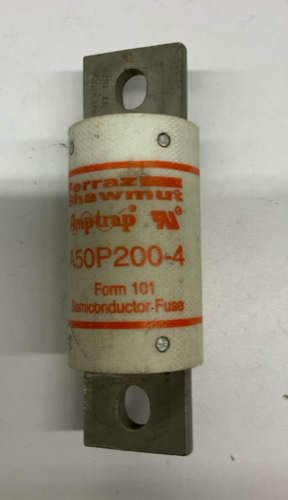 Ferraz
Shawmut
Amptrap®
A50P200-4
Form 101
Semiconductor Fuse